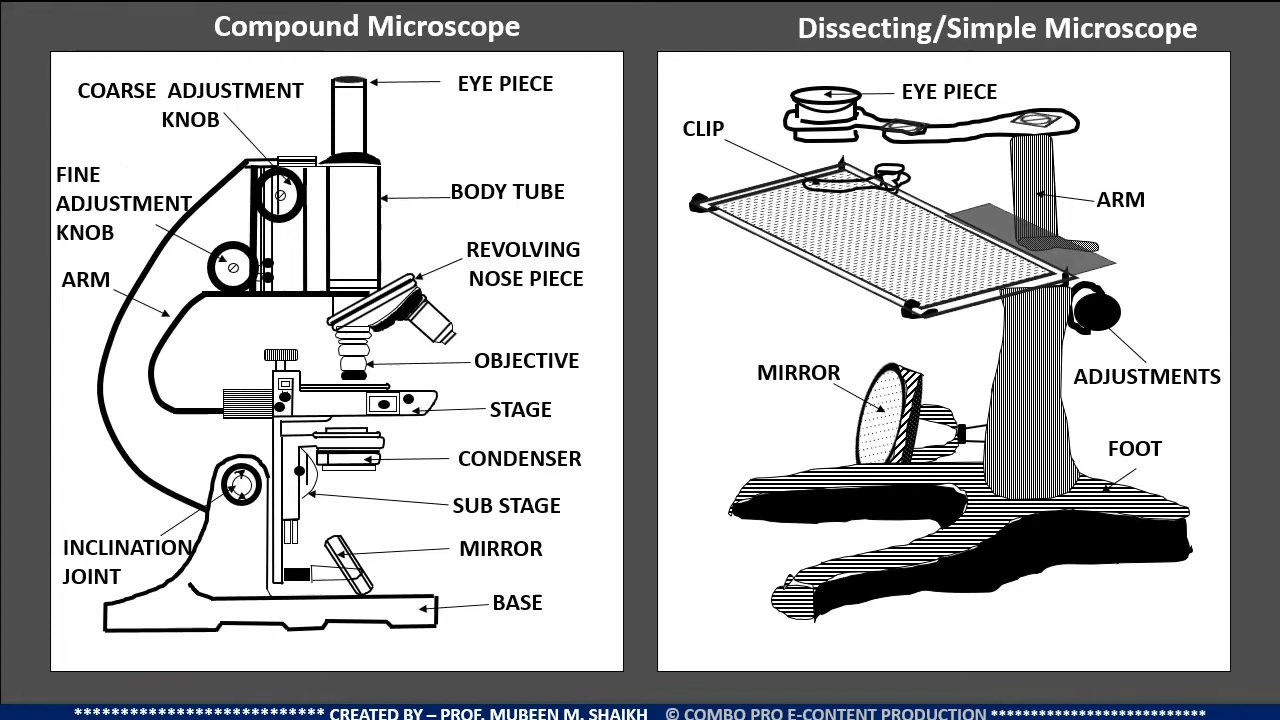 Compound Microscope
COARSE ADJUSTMENT
KNOB
EYE PIECE
FINE
ADJUSTMENT
KNOB
BODY TUBE
ARM
REVOLVING
NOSE PIECE
OBJECTIVE
STAGE
CONDENSER
SUB STAGE
INCLINATION
JOINT
MIRROR
BASE
Dissecting/Simple Microscope
EYE PIECE
CLIP
ARM
MIRROR
ADJUSTMENTS
FOOT
************************** CREATED BY – PROF. MUBEEN M. SHAIKH © COMBO PRO E-CONTENT PRODUCTION **************************